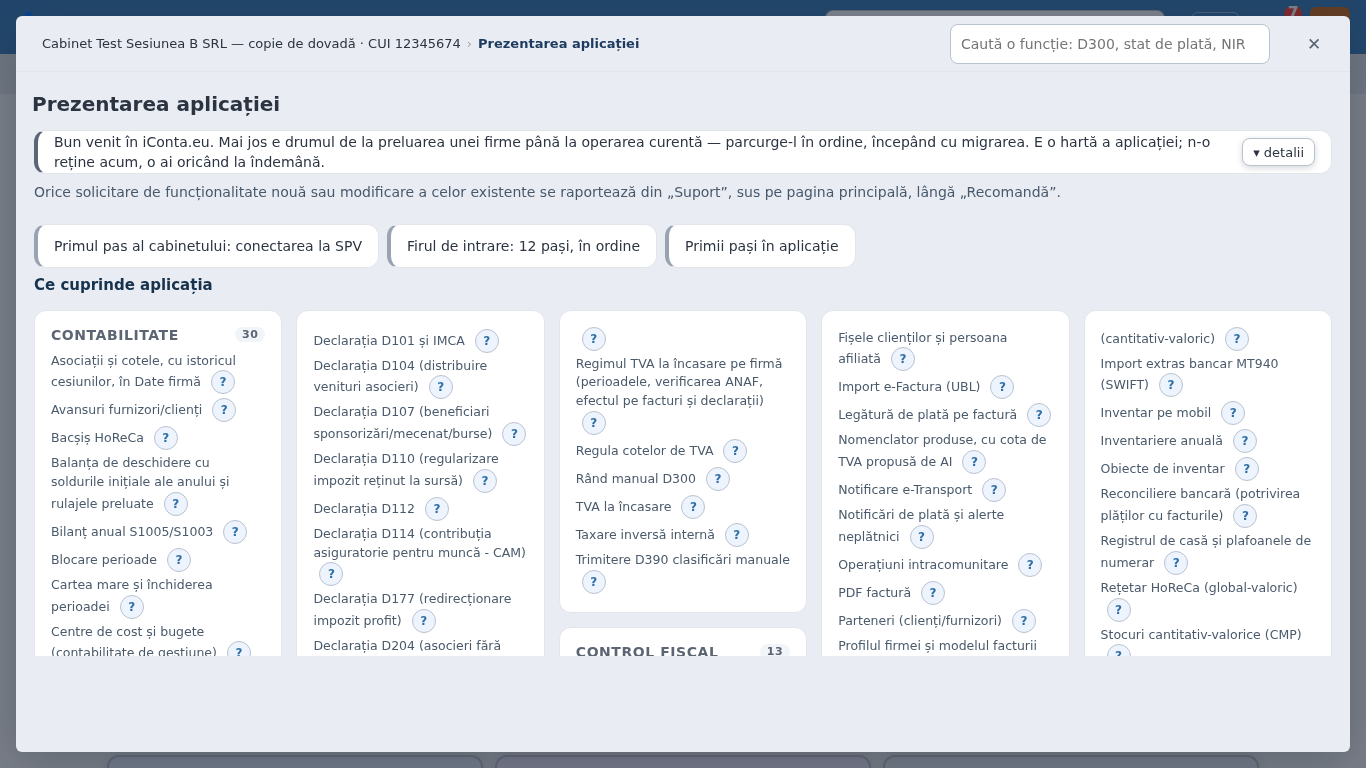 7
Cabinet Test Sesiunea B SRL — copie de dovadă · CUI 12345674 › Prezentarea aplicației
Caută o funcție: D300, stat de plată, NIR
✕
Prezentarea aplicației
Bun venit în iConta.eu. Mai jos e drumul de la preluarea unei firme până la operarea curentă — parcurge-l în ordine, începând cu migrarea. E o hartă a aplicației; n-o
reține acum, o ai oricând la îndemână.
▾ detalii
Orice solicitare de funcționalitate nouă sau modificare a celor existente se raportează din „Suport”, sus pe pagina principală, lângă „Recomandă”.
Primul pas al cabinetului: conectarea la SPV
Firul de intrare: 12 pași, în ordine
Primii pași în aplicație
Ce cuprinde aplicația
CONTABILITATE 30
Asociații și cotele, cu istoricul
cesiunilor, în Date firmă ?
Avansuri furnizori/clienți ?
Bacșiș HoReCa ?
Balanța de deschidere cu
soldurile inițiale ale anului și
rulajele preluate ?
Bilanț anual S1005/S1003 ?
Blocare perioade ?
Cartea mare și închiderea
perioadei ?
Centre de cost și bugete
(contabilitate de gestiune) ?
Declarația D101 și IMCA ?
Declarația D104 (distribuire
venituri asocieri) ?
Declarația D107 (beneficiari
sponsorizări/mecenat/burse) ?
Declarația D110 (regularizare
impozit reținut la sursă) ?
Declarația D112 ?
Declarația D114 (contribuția
asiguratorie pentru muncă - CAM)
?
Declarația D177 (redirecționare
impozit profit) ?
Declarația D204 (asocieri fără
?
Regimul TVA la încasare pe firmă
(perioadele, verificarea ANAF,
efectul pe facturi și declarații)
?
Regula cotelor de TVA ?
Rând manual D300 ?
TVA la încasare ?
Taxare inversă internă ?
Trimitere D390 clasificări manuale
?
CONTROL FISCAL 13
Fișele clienților și persoana
afiliată ?
Import e-Factura (UBL) ?
Legătură de plată pe factură ?
Nomenclator produse, cu cota de
TVA propusă de AI ?
Notificare e-Transport ?
Notificări de plată și alerte
neplătnici ?
Operațiuni intracomunitare ?
PDF factură ?
Parteneri (clienți/furnizori) ?
Profilul firmei și modelul facturii
(cantitativ-valoric) ?
Import extras bancar MT940
(SWIFT) ?
Inventar pe mobil ?
Inventariere anuală ?
Obiecte de inventar ?
Reconciliere bancară (potrivirea
plăților cu facturile) ?
Registrul de casă și plafoanele de
numerar ?
Rețetar HoReCa (global-valoric)
?
Stocuri cantitativ-valorice (CMP)
?